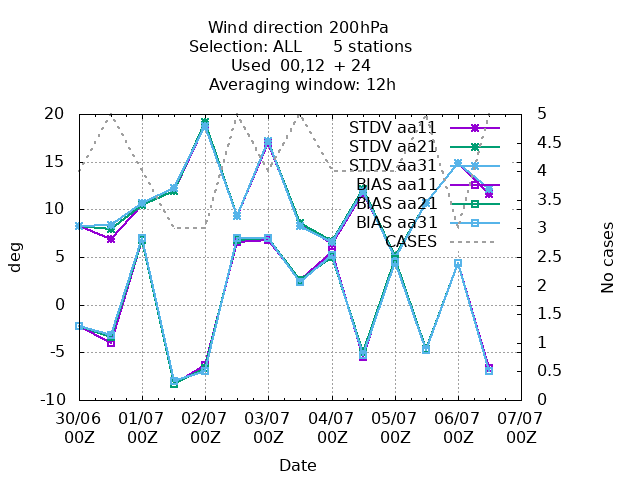 Wind direction 200hPa
Selection: ALL 5 stations
Used 00,12 + 24
Averaging window: 12h
20
15
10
5
0
-5
-10
deg
5
4.5
4
3.5
3
2.5
2
1.5
1
0.5
0
No cases
STDV aa11
STDV aa21
STDV aa31
BIAS aa11
BIAS aa21
BIAS aa31
CASES
30/06 01/07 02/07 03/07 04/07 05/07 06/07 07/07
00Z 00Z 00Z 00Z 00Z 00Z 00Z 00Z
Date